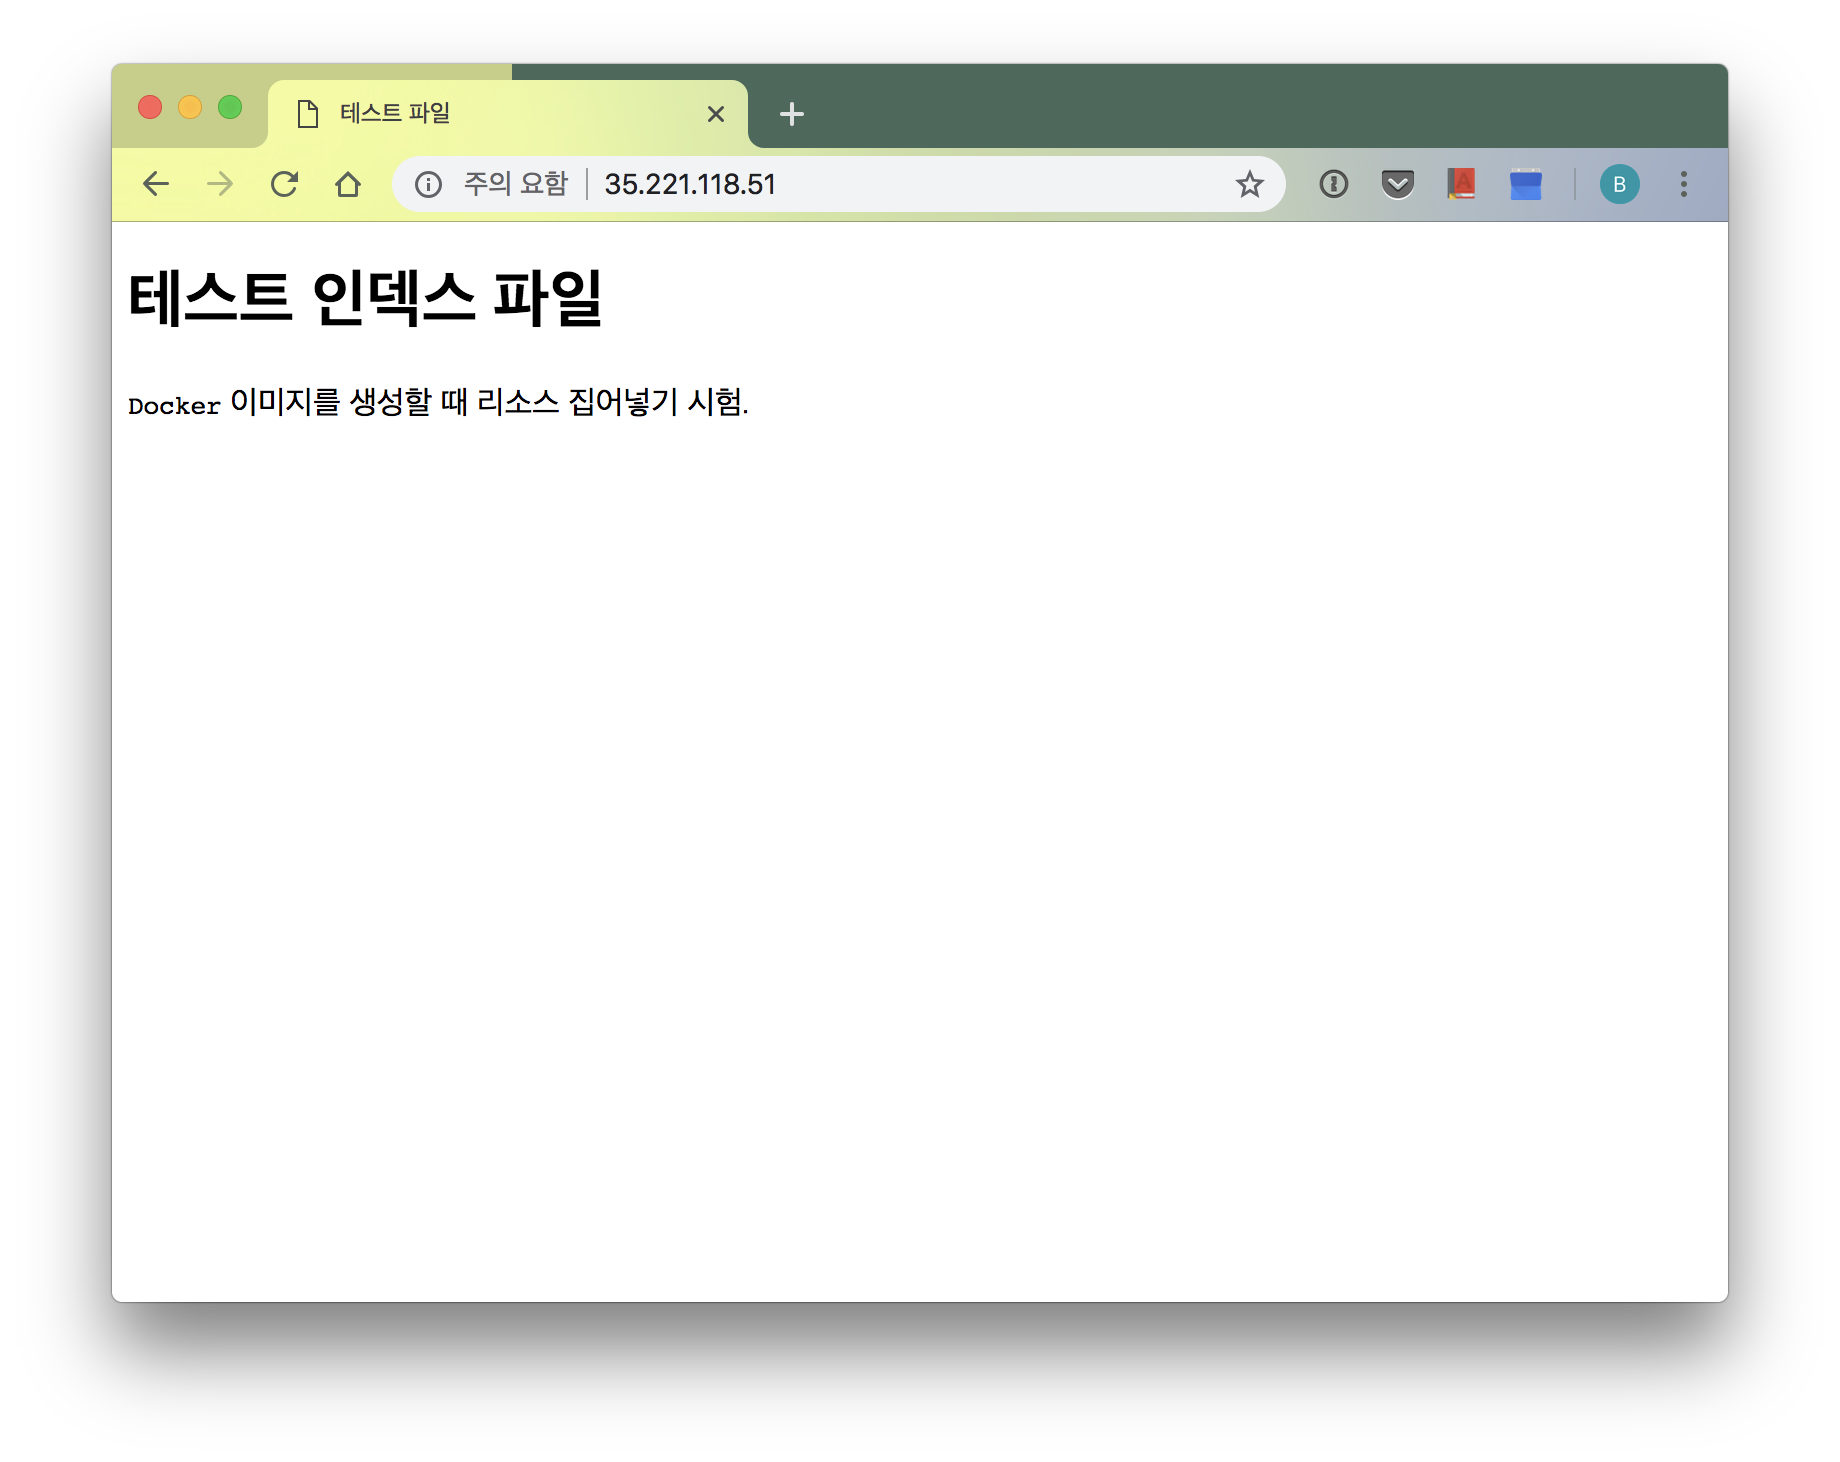 테스트 파일
주의 요함 35.221.118.51
B
테스트 인덱스 파일
Docker 이미지를 생성할 때 리소스 집어넣기 시험.